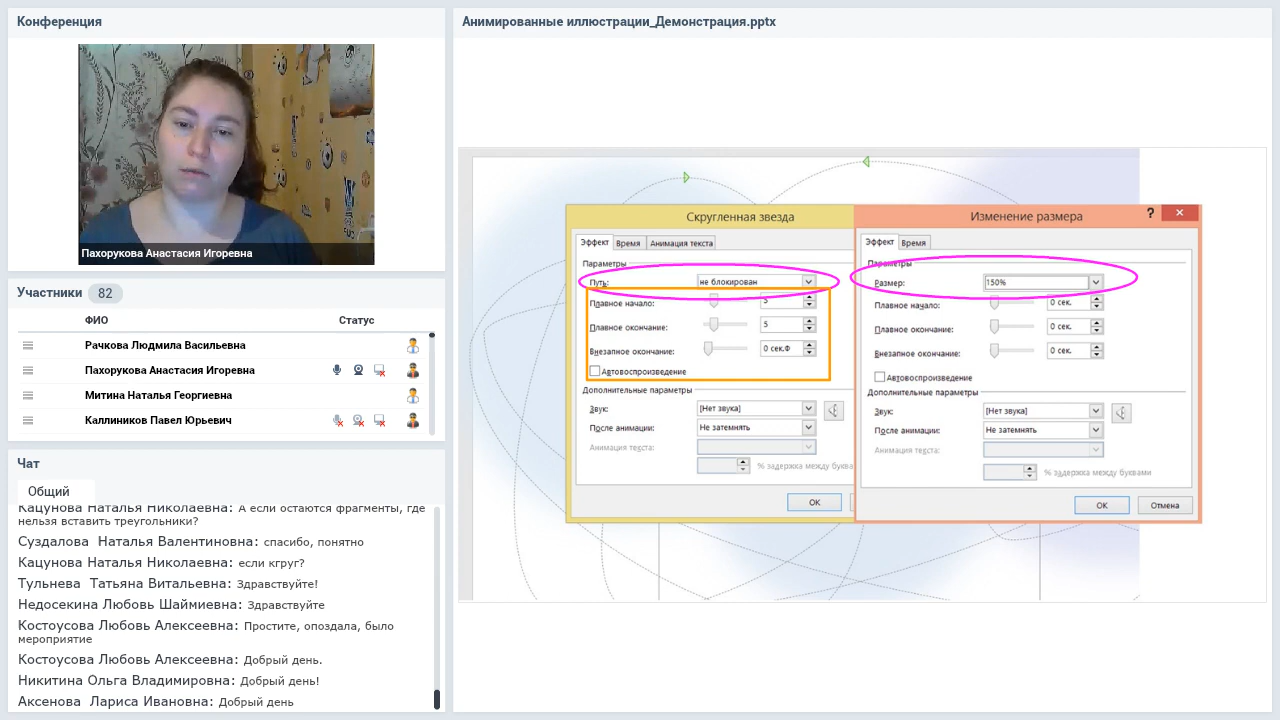 Конференция
Пахорукова Анастасия Игоревна
Участники 82
ФИО Статус
Рачкова Людмила Васильевна
Пахорукова Анастасия Игоревна
Митина Наталья Георгиевна
Каллиников Павел Юрьевич
Чат
Общий
Кацунова Наталья Николаевна: А если остаются фрагменты, где
нельзя вставить треугольники?
Суздалова Наталья Валентиновна: спасибо, понятно
Кацунова Наталья Николаевна: если кгруг?
Тульнева Татьяна Витальевна: Здравствуйте!
Недосекина Любовь Шаймиевна: Здравствуйте
Костоусова Любовь Алексеевна: Простите, опоздала, было
мероприятие
Костоусова Любовь Алексеевна: Добрый день.
Никитина Ольга Владимировна: Добрый день!
Аксенова Лариса Ивановна: Добрый день
Анимированные иллюстрации_Демонстрация.pptx
Скругленная звезда
Эффект Время Анимация текста
Параметры
Путь: не блокирован
Плавное начало: 5
Плавное окончание: 5
Внезапное окончание: 0 сек.Ф
Автовоспроизведение
Дополнительные параметры
Звук: [Нет звука]
После анимации: Не затемнять
Анимация текста:
% задержка между буква
ОК
Изменение размера ?
Эффект Время
Параметры
Размер: 150%
Плавное начало: 0 сек.
Плавное окончание: 0 сек.
Внезапное окончание: 0 сек.
Автовоспроизведение
Дополнительные параметры
Звук: [Нет звука]
После анимации: Не затемнять
Анимация текста:
% задержка между буквами
ОК Отмена